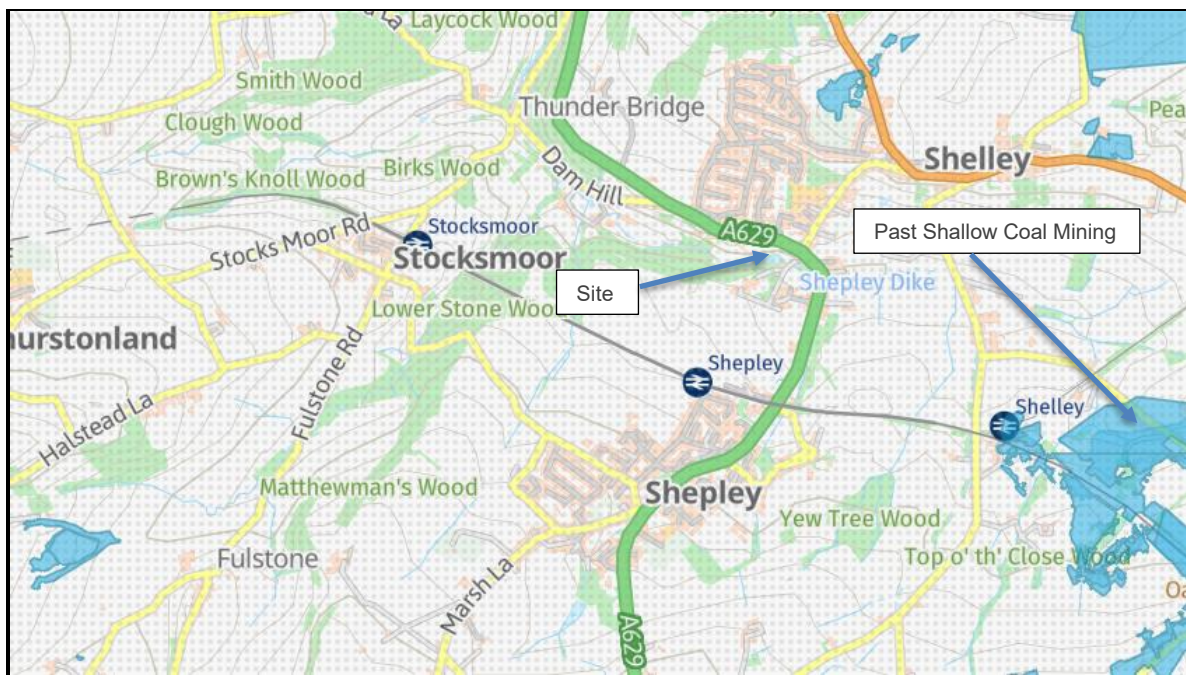 Laycock Wood
Smith Wood
Thunder Bridge
Clough Wood
Birks Wood
Shelley
Brown's Knoll Wood
Dam Hill
Stocksmoor
Stocks Moor Rd
Stocksmoor
A629
Past Shallow Coal Mining
Site
Shepley Dike
Lower Stone Wood
Fulstone Rd
Shepley
Halstead La
Shelley
Matthewman's Wood
Shepley
Yew Tree Wood
Fulstone
Top o' th' Close Wood
Marsh La
A629